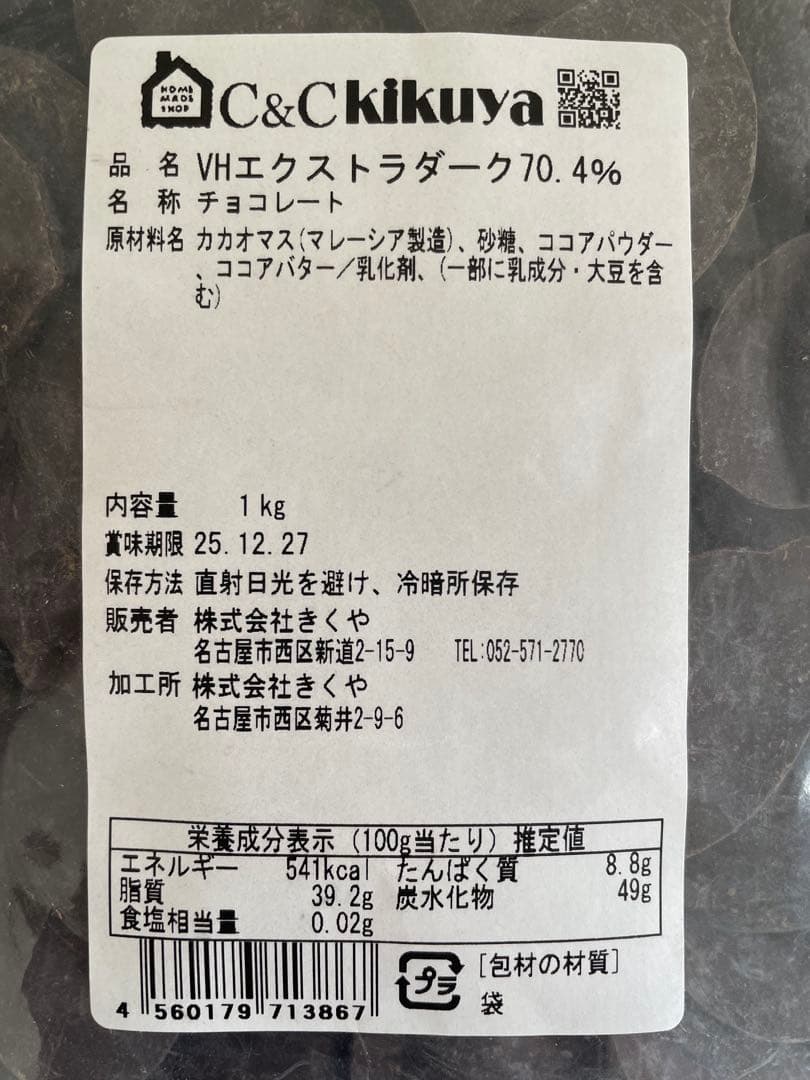 HOME
MADE
SHOP
C&C kikuya
品 名 VHエクストラダーク70.4%
名 称 チョコレート
原材料名 カカオマス(マレーシア製造)、砂糖、ココアパウダー
、ココアバター/乳化剤、(一部に乳成分・大豆を含
む)
内容量 1kg
賞味期限 25.12.27
保存方法 直射日光を避け、冷暗所保存
販売者 株式会社きくや
名古屋市西区新道2-15-9 TEL:052-571-2770
加工所 株式会社きくや
名古屋市西区菊井2-9-6
栄養成分表示 (100g当たり) 推定値
エネルギー 541kcal たんぱく質 8.8g
脂質 39.2g 炭水化物 49g
食塩相当量 0.02g
プラ [包材の材質]
袋
4 560179 713867